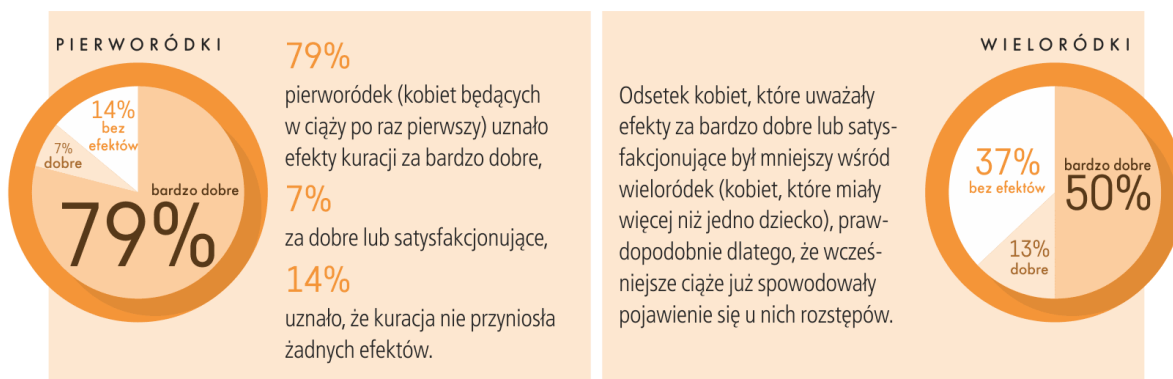 PIERWORÓDKI
14%
bez
efektów
7%
dobre
bardzo dobre
79%
79%
pierworódek (kobiet będących
w ciąży po raz pierwszy) uznało
efekty kuracji za bardzo dobre,
7%
za dobre lub satysfakcjonujące,
14%
uznało, że kuracja nie przyniosła
żadnych efektów.
Odsetek kobiet, które uważały
efekty za bardzo dobre lub satys-
fakcjonujące był mniejszy wśród
wieloródek (kobiet, które miały
więcej niż jedno dziecko), praw-
dopodobnie dlatego, że wcześ-
niejsze ciąże już spowodowały
pojawienie się u nich rozstępów.
WIELORÓDKI
37%
bez efektów
bardzo dobre
50%
13%
dobre